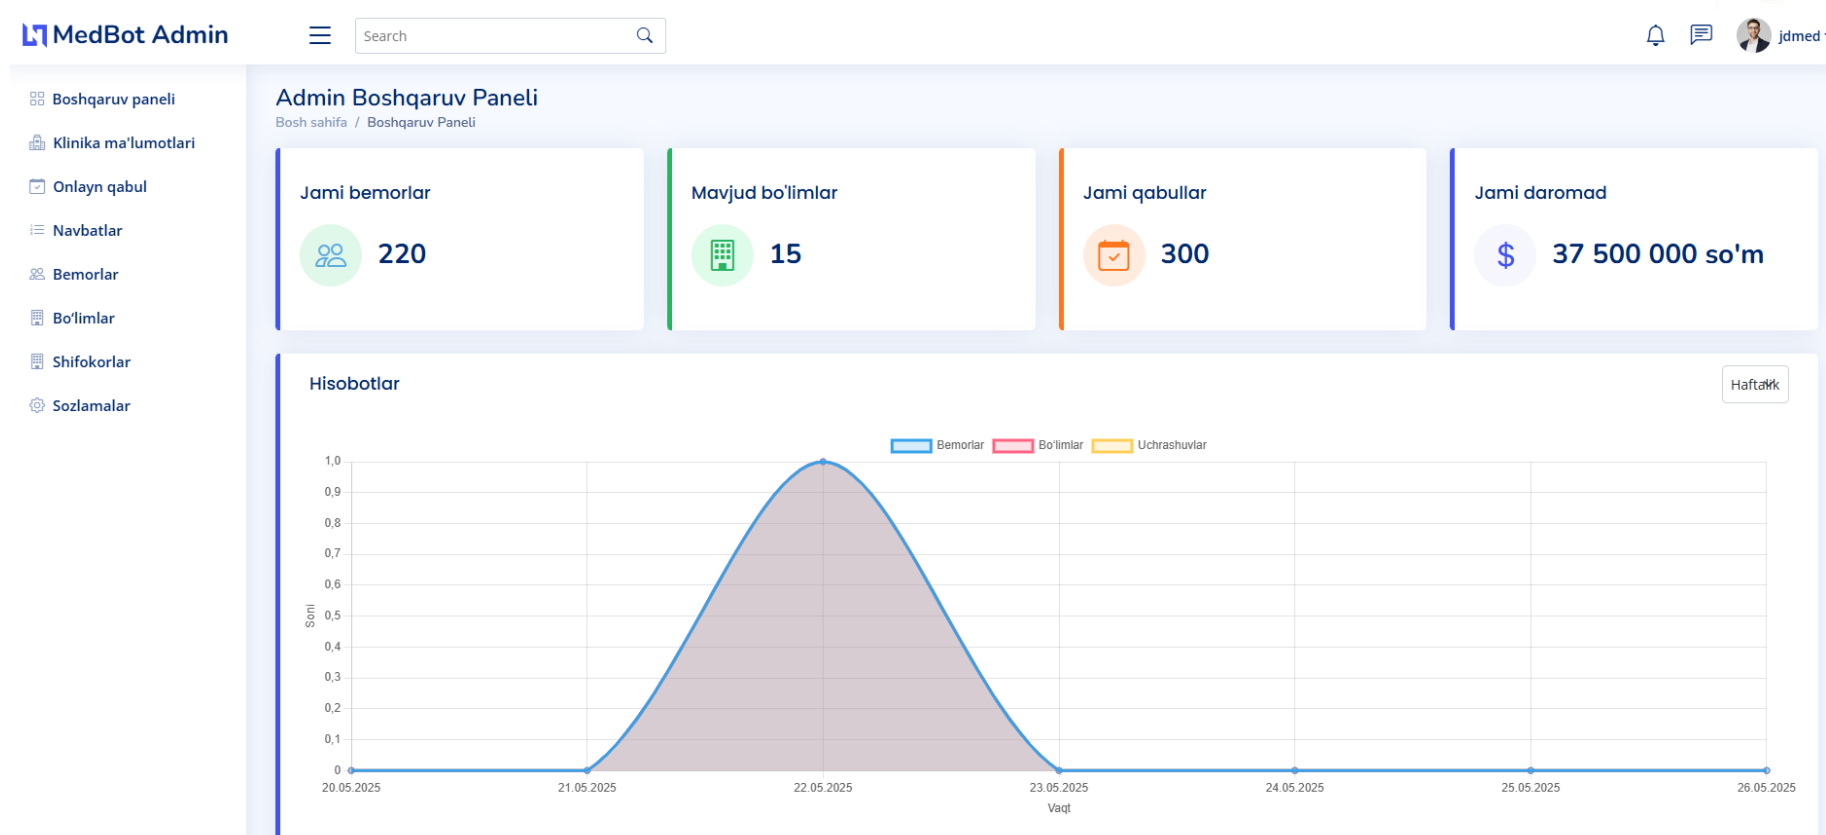 MedBot Admin
Search
jdmed
Boshqaruv paneli
Klinika ma'lumotlari
Onlayn qabul
Navbatlar
Bemorlar
Bo‘limlar
Shifokorlar
Sozlamalar
Admin Boshqaruv Paneli
Bosh sahifa / Boshqaruv Paneli
Jami bemorlar
220
Mavjud bo'limlar
15
Jami qabullar
300
Jami daromad
$ 37 500 000 so'm
Hisobotlar
Haftalik
Bemorlar Bo‘limlar Uchrashuvlar
1,0
0,9
0,8
0,7
0,6
0,5
0,4
0,3
0,2
0,1
0
Soni
20.05.2025 21.05.2025 22.05.2025 23.05.2025 24.05.2025 25.05.2025 26.05.2025
Vaqt